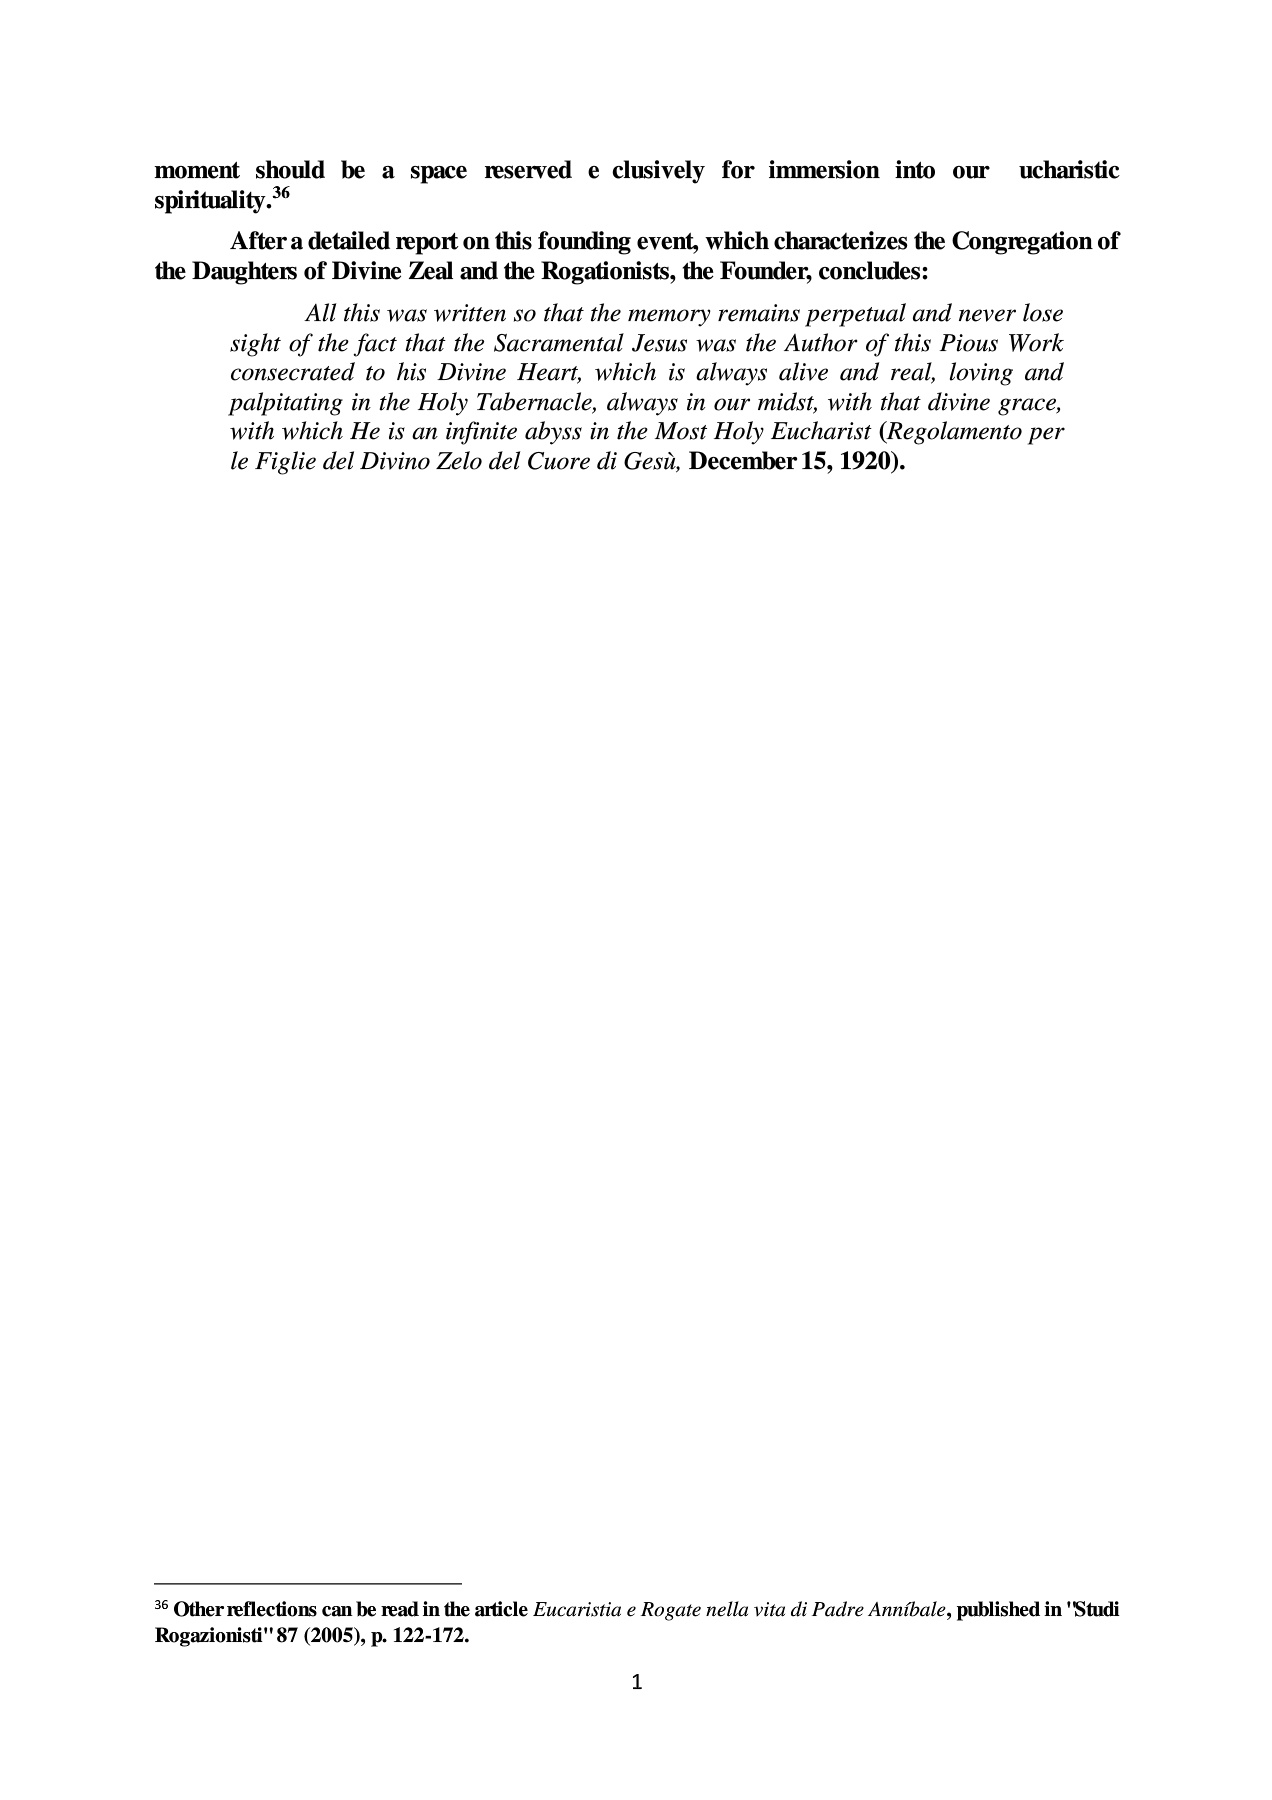 moment should be a space reserved e clusively for immersion into our ucharistic
spirituality.36
After a detailed report on this founding event, which characterizes the Congregation of
the Daughters of Divine Zeal and the Rogationists, the Founder, concludes:
All this was written so that the memory remains perpetual and never lose
sight of the fact that the Sacramental Jesus was the Author of this Pious Work
consecrated to his Divine Heart, which is always alive and real, loving and
palpitating in the Holy Tabernacle, always in our midst, with that divine grace,
with which He is an infinite abyss in the Most Holy Eucharist (Regolamento per
le Figlie del Divino Zelo del Cuore di Gesù, December 15, 1920).
36 Other reflections can be read in the article Eucaristia e Rogate nella vita di Padre Anníbale, published in "Studi
Rogazionisti" 87 (2005), p. 122-172.
1